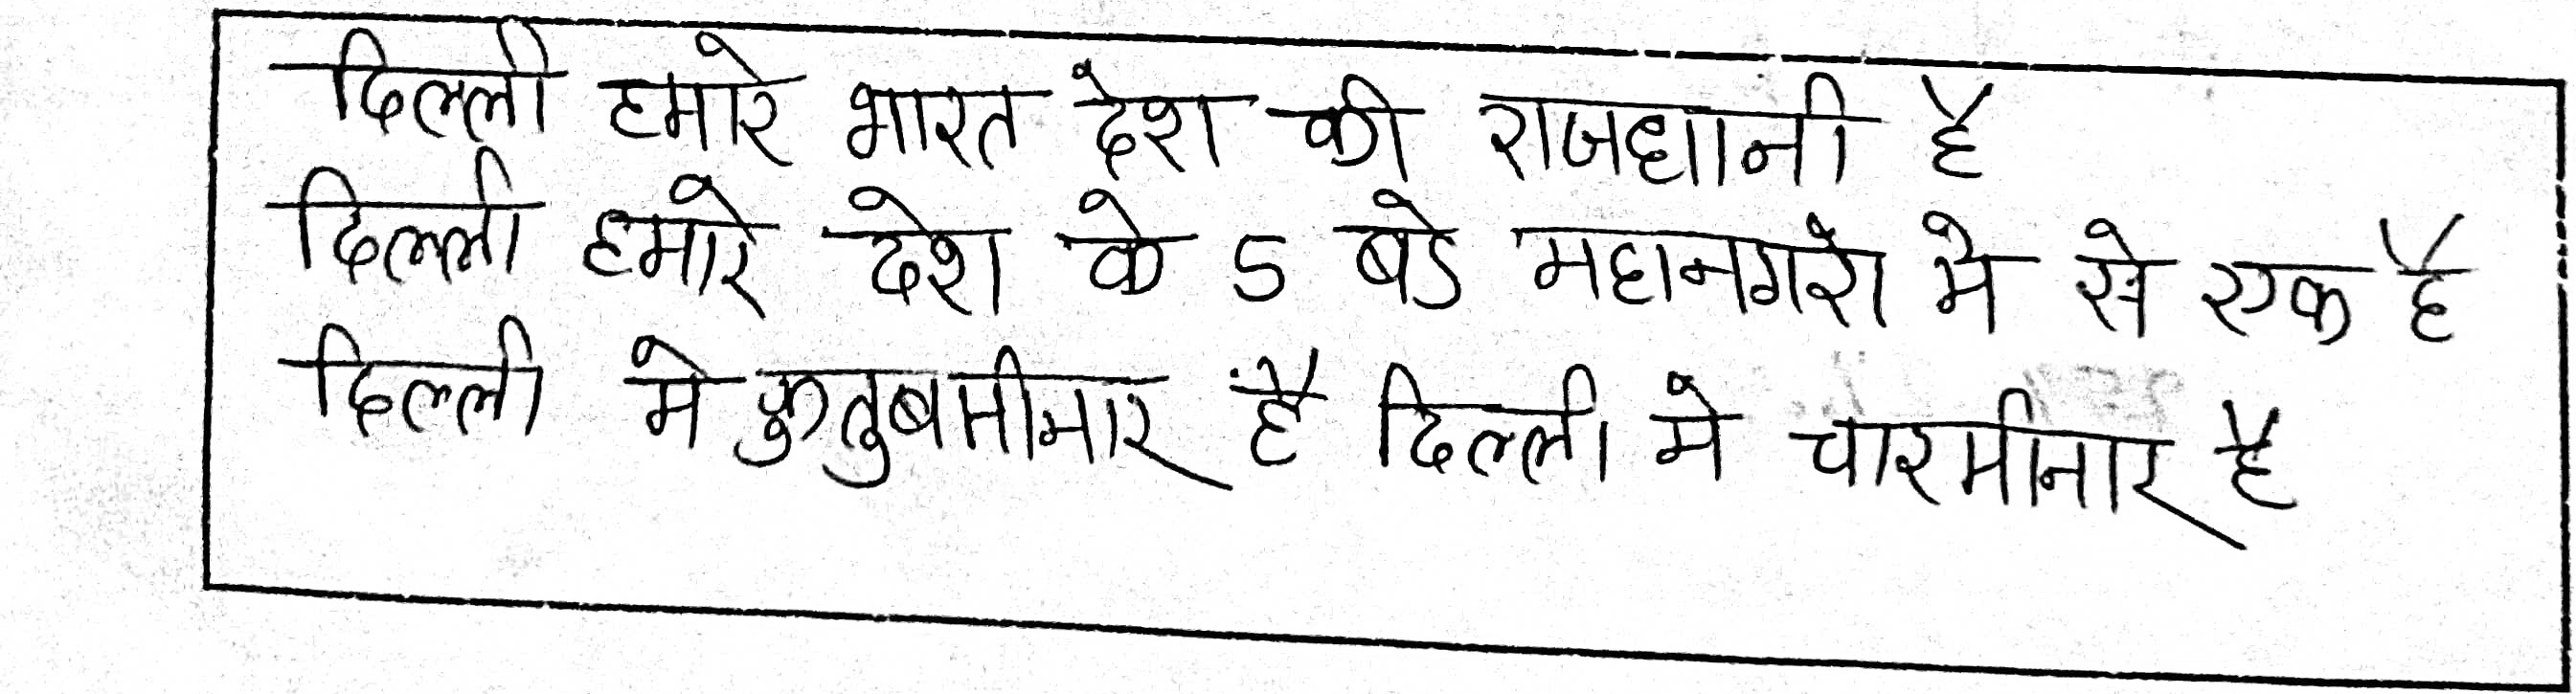 दिल्ली हमारे भारत देश की राजधानी है
दिल्ली हमारे देश के 5 बडे महानगरो मे से एक है
दिल्ली मे कुतुबमीनार है दिल्ली मे चारमीनार है